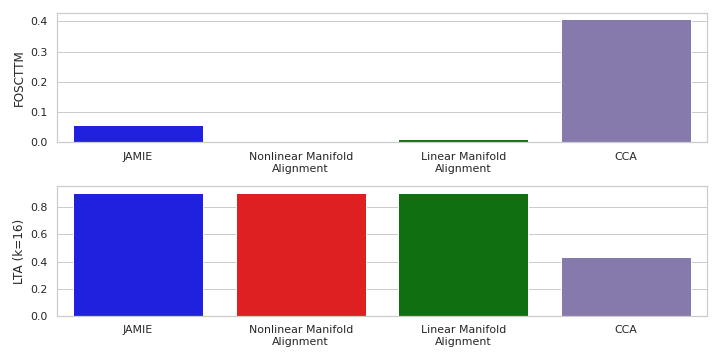 FOSCTTM
0.4
0.3
0.2
0.1
0.0
JAMIE
Nonlinear Manifold
Alignment
Linear Manifold
Alignment
CCA
LTA (k=16)
0.8
0.6
0.4
0.2
0.0
JAMIE
Nonlinear Manifold
Alignment
Linear Manifold
Alignment
CCA